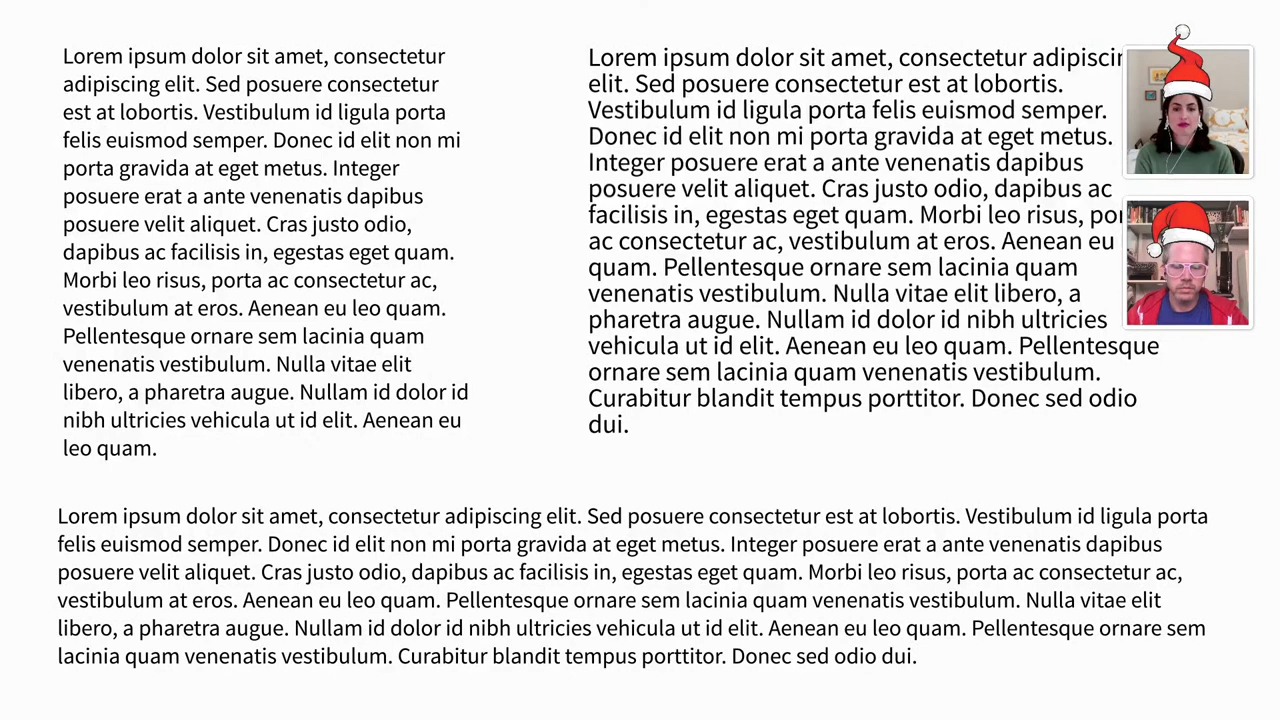 Lorem ipsum dolor sit amet, consectetur
adipiscing elit. Sed posuere consectetur
est at lobortis. Vestibulum id ligula porta
felis euismod semper. Donec id elit non mi
porta gravida at eget metus. Integer
posuere erat a ante venenatis dapibus
posuere velit aliquet. Cras justo odio,
dapibus ac facilisis in, egestas eget quam.
Morbi leo risus, porta ac consectetur ac,
vestibulum at eros. Aenean eu leo quam.
Pellentesque ornare sem lacinia quam
venenatis vestibulum. Nulla vitae elit
libero, a pharetra augue. Nullam id dolor id
nibh ultricies vehicula ut id elit. Aenean eu
leo quam.
Lorem ipsum dolor sit amet, consectetur
elit. Sed posuere consectetur est at lobortis.
Vestibulum id ligula porta felis euismod semper.
Donec id elit non mi porta gravida at eget metus.
Integer posuere erat a ante venenatis dapibus
posuere velit aliquet. Cras justo odio, dapibus ac
facilisis in, egestas eget quam. Morbi leo risus,
ac consectetur ac, vestibulum at eros. Aenean eu
quam. Pellentesque ornare sem lacinia quam
venenatis vestibulum. Nulla vitae elit libero, a
pharetra augue. Nullam id dolor id nibh ultricies
vehicula ut id elit. Aenean eu leo quam. Pellentesque
ornare sem lacinia quam venenatis vestibulum.
Curabitur blandit tempus porttitor. Donec sed odio
dui.
Lorem ipsum dolor sit amet, consectetur adipiscing elit. Sed posuere consectetur est at lobortis. Vestibulum id ligula porta
felis euismod semper. Donec id elit non mi porta gravida at eget metus. Integer posuere erat a ante venenatis dapibus
posuere velit aliquet. Cras justo odio, dapibus ac facilisis in, egestas eget quam. Morbi leo risus, porta ac consectetur ac,
vestibulum at eros. Aenean eu leo quam. Pellentesque ornare sem lacinia quam venenatis vestibulum. Nulla vitae elit
libero, a pharetra augue. Nullam id dolor id nibh ultricies vehicula ut id elit. Aenean eu leo quam. Pellentesque ornare sem
lacinia quam venenatis vestibulum. Curabitur blandit tempus porttitor. Donec sed odio dui.